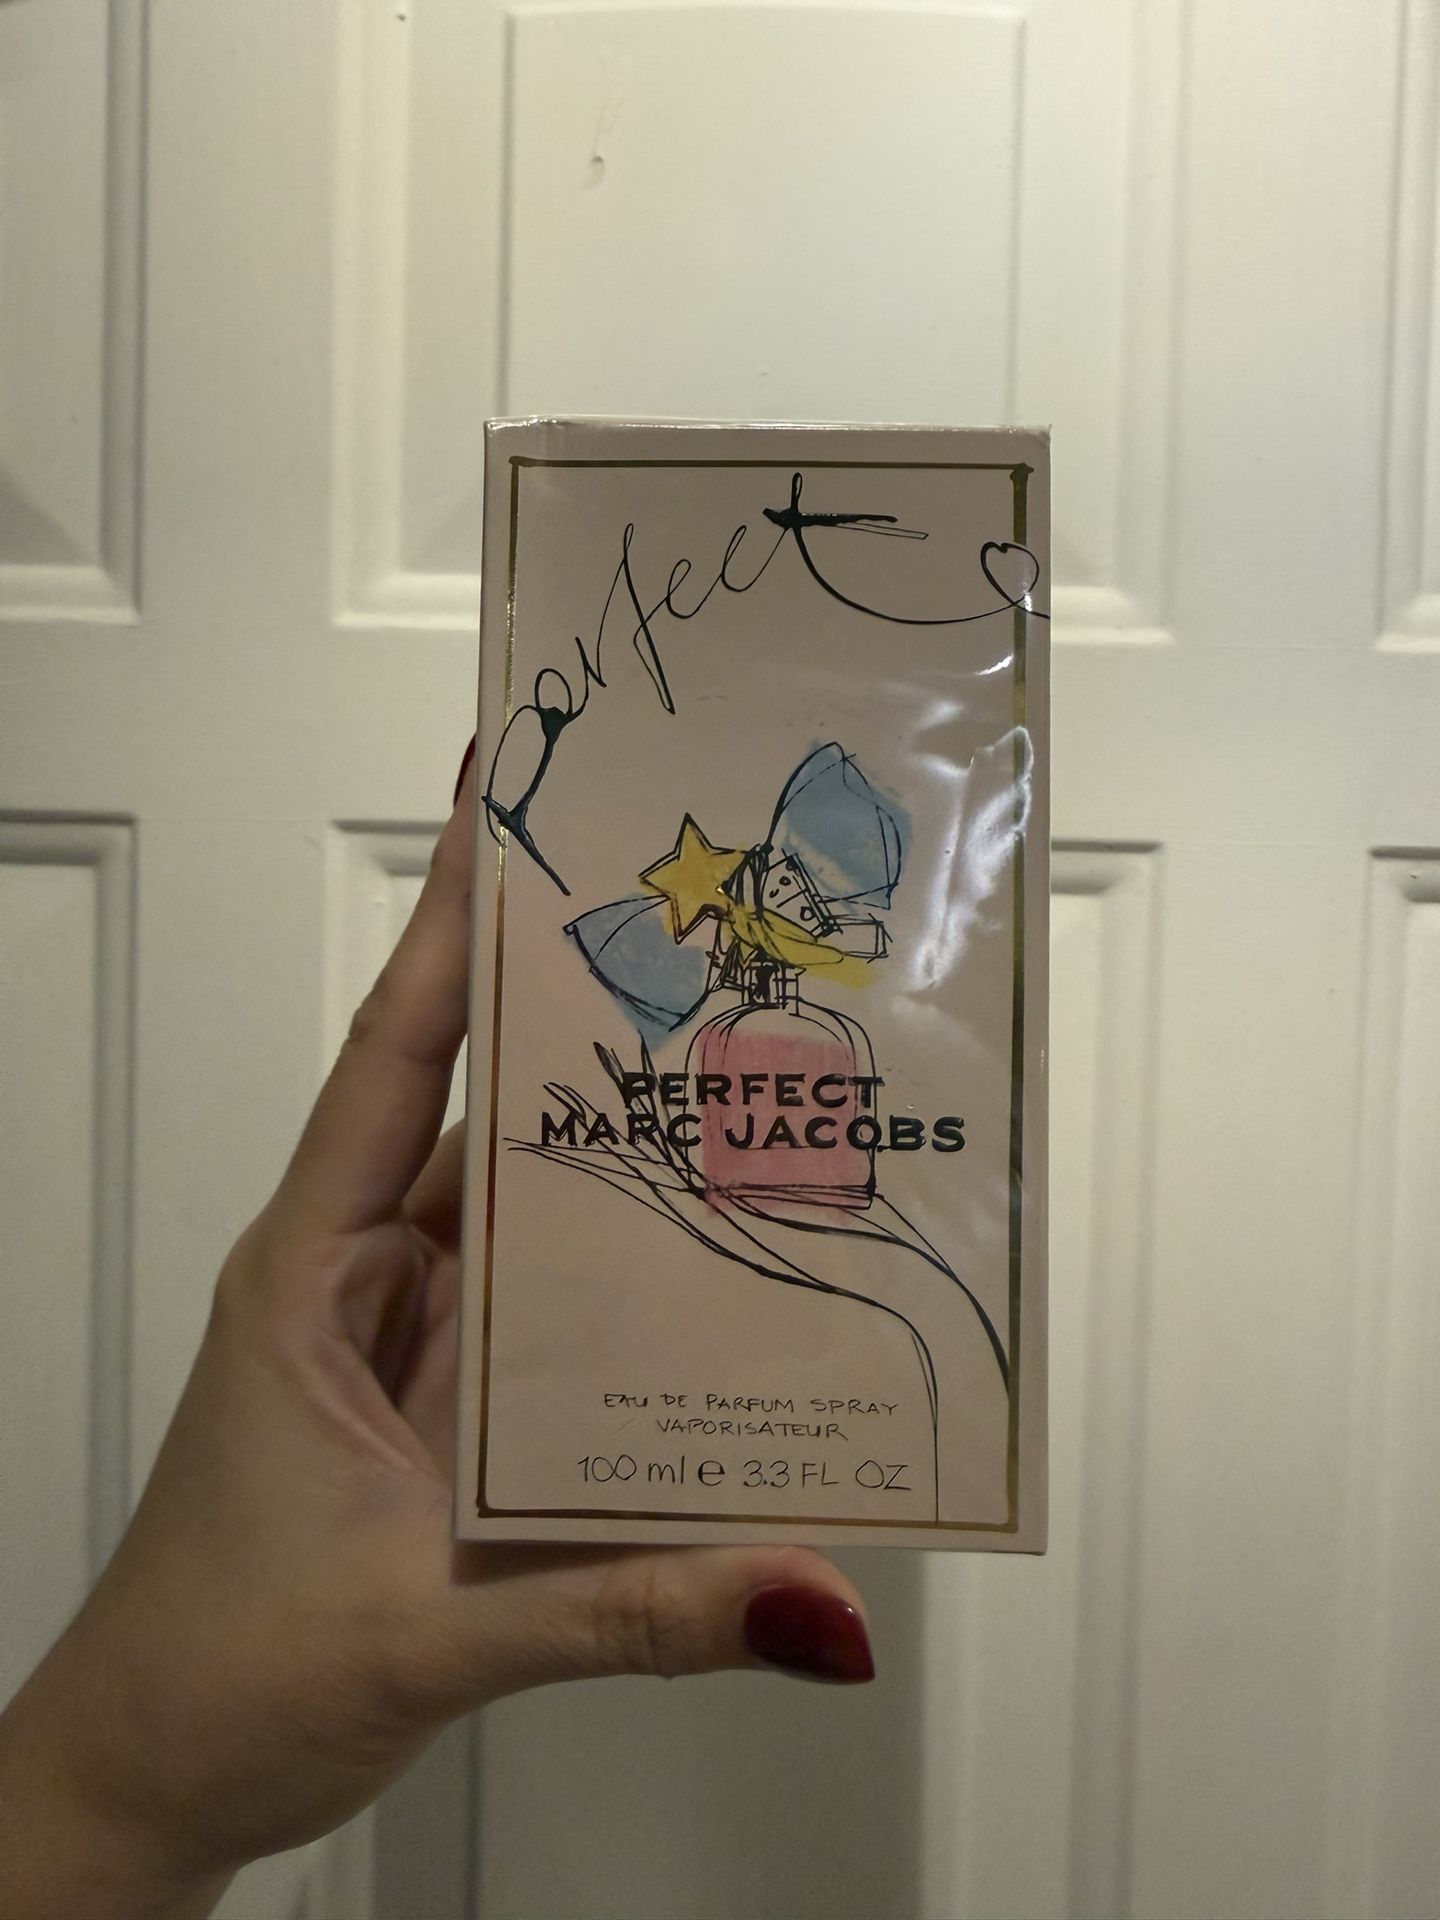 Perfect
PERFECT
MARC JACOBS
EAU DE PARFUM SPRAY
VAPORISATEUR
100 ml e 3.3 FL OZ